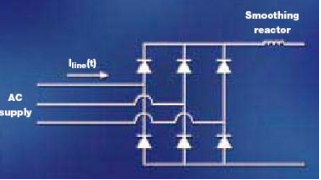 Smoothing
reactor
Iline(t)
AC
supply